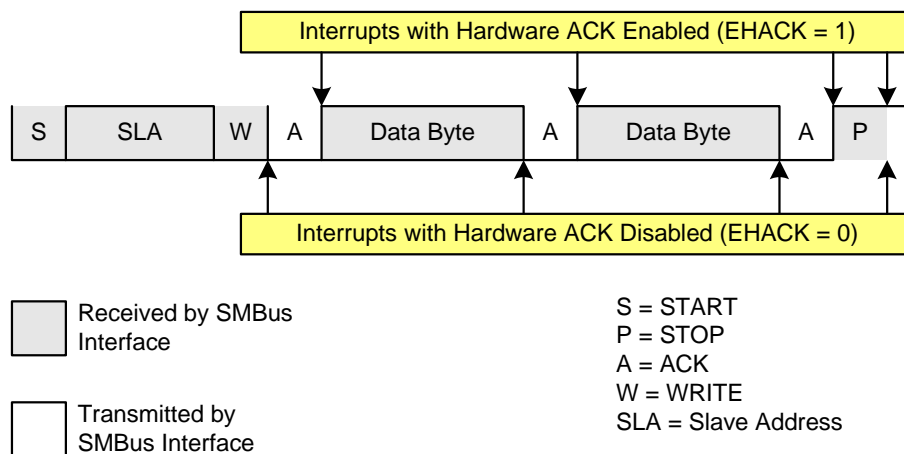 Interrupts with Hardware ACK Enabled (EHACK = 1)
S SLA W A Data Byte A Data Byte A P
Interrupts with Hardware ACK Disabled (EHACK = 0)
Received by SMBus
Interface
Transmitted by
SMBus Interface
S = START
P = STOP
A = ACK
W = WRITE
SLA = Slave Address